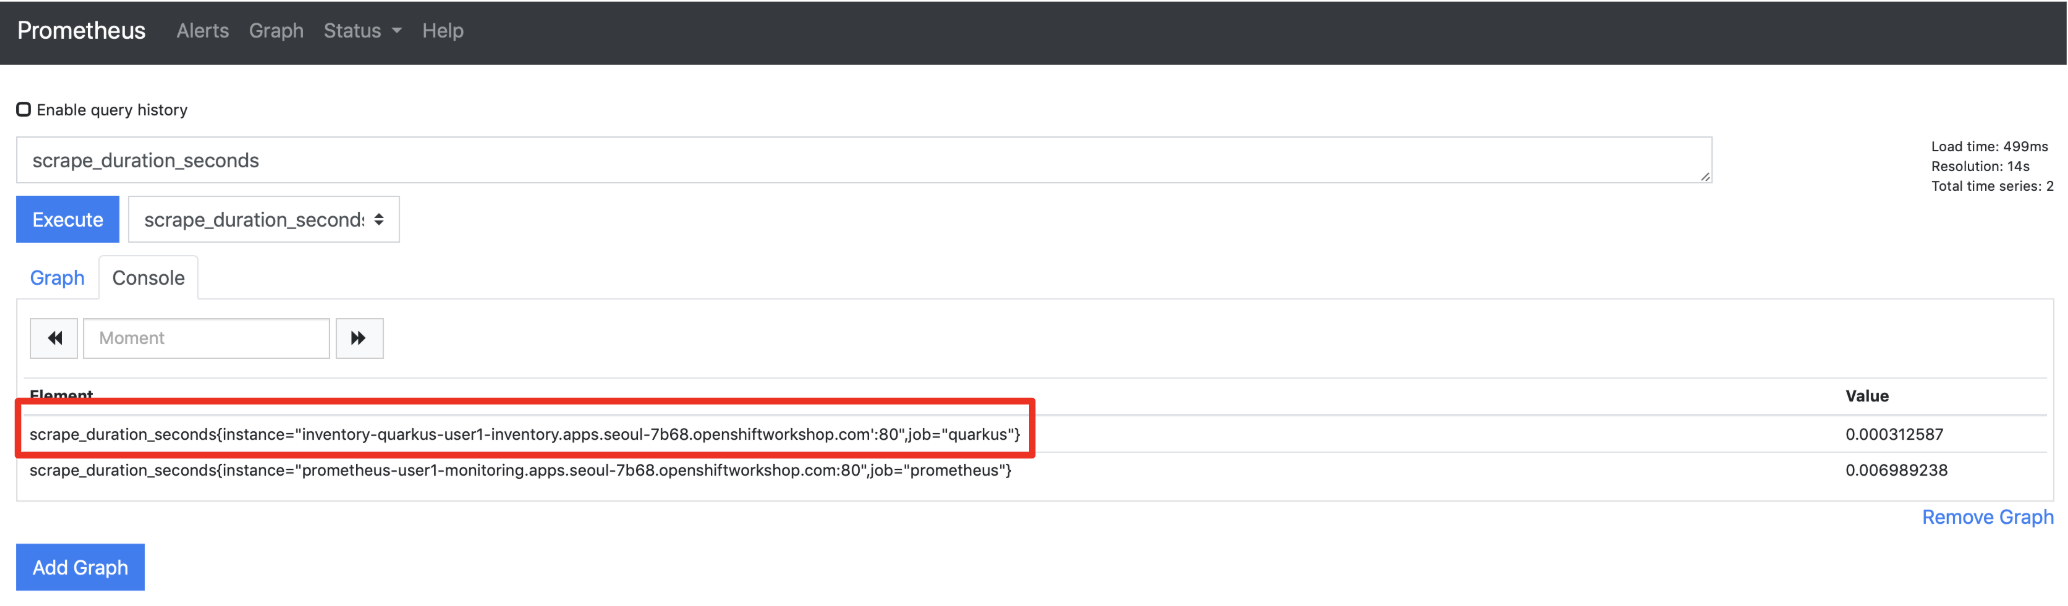 Prometheus Alerts Graph Status Help
Enable query history
scrape_duration_seconds
Load time: 499ms
Resolution: 14s
Total time series: 2
Execute scrape_duration_second
Graph Console
Moment
Element Value
scrape_duration_seconds{instance="inventory-quarkus-user1-inventory.apps.seoul-7b68.openshiftworkshop.com':80",job="quarkus"} 0.000312587
scrape_duration_seconds{instance="prometheus-user1-monitoring.apps.seoul-7b68.openshiftworkshop.com:80",job="prometheus"} 0.006989238
Remove Graph
Add Graph